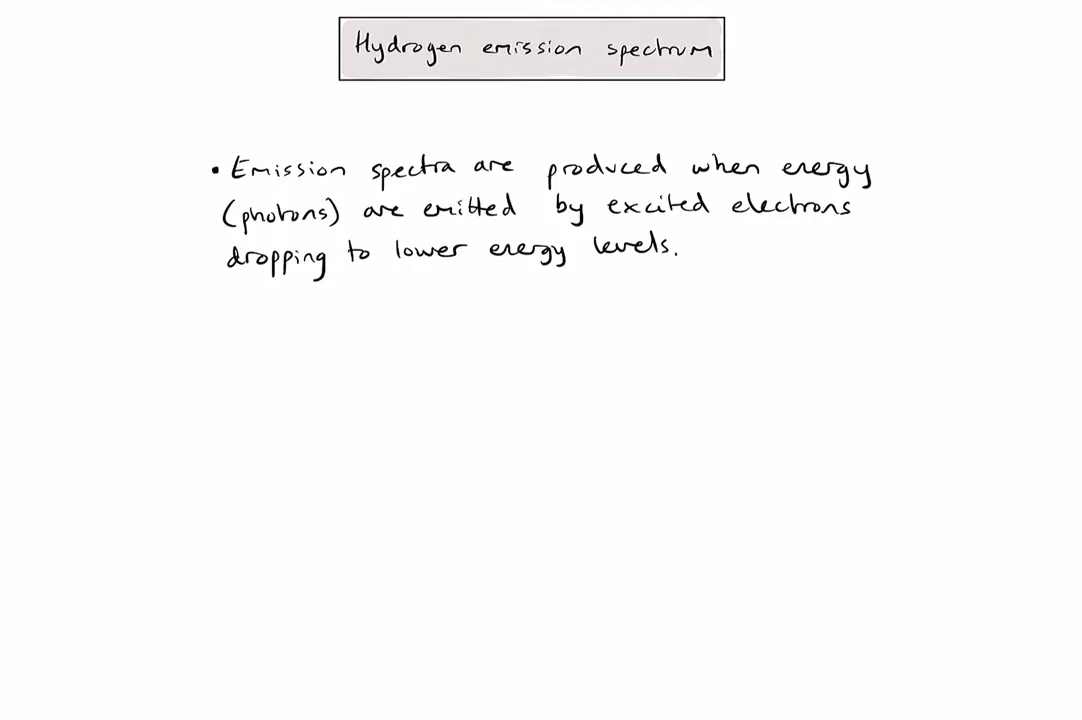 Hydrogen emission spectrum
• Emission spectra are produced when energy
(photons) are emitted by excited electrons
dropping to lower energy levels.